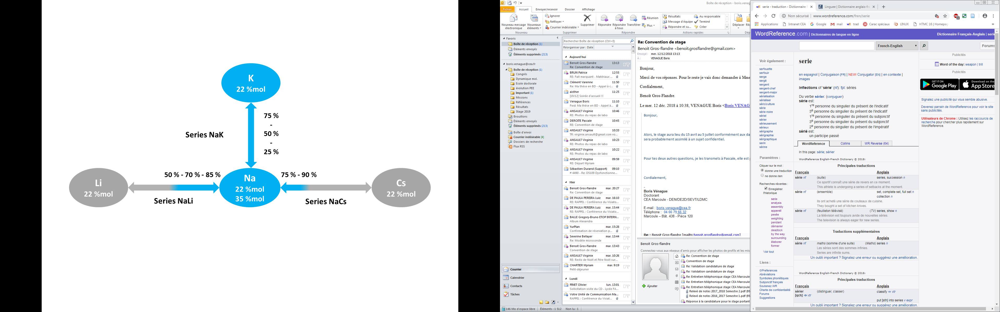 K
22 %mol
75 %
-
50 %
-
25 %
Series NaK
50 % - 70 % - 85 %
75 % - 90 %
Li
22 %mol
Na
22 %mol
35 %mol
Cs
22 %mol
Series NaLi
Series NaCs
Fichier Accueil Envoyer/recevoir Dossier Affichage
Nouveau message électronique
Nouveaux éléments
Nouveau
Ignorer
Nettoyer
Courrier indésirable
Supprimer
Supprimer
Répondre
Répondre à tous
Transférer
Réunion
Plus
Répondre
Résultats
Message d'équipe
Répondre et su...
Au responsable
Terminé
Créer
Actions rapides
Déplacer
Favoris
Boîte de réception (1)
Éléments envoyés
Éléments supprimés (213)
boris.venague@cea.fr
Boîte de réception (1)
Congrès
Dynamique mol.
Ecole doctorale
évolution PEE
Important (1)
Missions
Références
Résultats
Stage 2019
Brouillons
Éléments envoyés
Éléments supprimés (213)
Boîte d'envoi
Courrier indésirable [4]
Dossiers de recherche
Flux RSS
Courrier
Calendrier
Contacts
Tâches
146 Mo d'espace libre Éléments : 1 512 Non lu : 1
Rechercher Boîte de réception (Ctrl+E)
Réorganiser par : Date
Aujourd'hui
Benoit Gros-flandre 13:13
Re: Convention de stage
BRUN Patrice 12:55
RE: Fait marquant - Matériaux ...
Clément Varenne 11:50
Re: Ma thèse en BD - Appel à c...
aisther 11:25
[19/12] Soirée d'accueil !!!
Venague Boris 11:10
Fwd: Ma thèse en BD - Appel à...
ANSAULT Virginie 10:46
RE: Photos du repas de labo
DEROITE Pascale 10:45
RE: Convention de stage
ANSAULT Virginie 10:33
TR: virginie.ansault@gmail.com vo...
ANSAULT Virginie 10:23
RE: Photos du repas de labo
ANSAULT Virginie 10:22
RE: Photos du repas de labo
ANSAULT Virginie 09:59
RE: Départ Myriam
Sébastien Durand (Support) 09:10
# 4490 - Re: D5109 Dysfonctionne...
Hier
Benoit Gros-flandre mar. 20:27
Re: Convention de stage
DE PAULA PEREIRA Luiz mar. 16:10
RE: RAPPEL : Conférence du Visiato...
DE PAULA PEREIRA Luiz mar. 15:44
RE: RAPPEL : Conférence du Visiato...
BALLE Gregory-Bruno ETOP INTERN...
Album Alexandra
YurPlan mar. 15:28
Confirmation de réservation p...
Severine Bellayer mar. 13:44
Re: Modèle microsonde
Benoit Gros-flandre mar. 13:43
Convention de stage
ANSAULT Virginie mar. 10:26
RE: Resto de Noël et Père Noël sur...
CHARTIER Myriam mar. 9:19
Petit-déjeuner
Lundi
PINET Olivier lun. 13:01
Sollicitation visite du CD - Lycée FA...
Votre Unité de Communication Ma...
RAPPEL : Conférence du Visiat...
Boîte de réception - boris.venag
Re: Convention de stage
Benoit Gros-flandre <benoit.grosflandre@gmail.com>
Envoyé : mer. 12/12/2018 13:13
À : VENAGUE Boris
Bonjour,
Merci de vos réponses. Pour le reste je vais donc demander à Mme
Cordialement,
Benoît Gros-Flandre.
Le mer. 12 déc. 2018 à 10:38, VENAGUE Boris <Boris.VENAG
Bonjour,
Alors, le stage aura lieu du 15 avril au 5 juillet conformément aux da
sera probablement assimilé à un sujet confidentiel.
Pour tes deux autres questions, je les transmets à Pascale, elle est
Cordialement,
-
Boris Vénague
Doctorant
CEA Marcoule - DEN/DE2D/SEVT/LDMC
E-mail : boris.venague@cea.fr
Téléphone : 04 66 79 66 32
Marcoule – Bât. 438 - Pièce 120
De : Benoit Gros-flandre [mailto:benoit.grosflandre@gmail.com]
Benoit Gros-flandre
Connectez-vous aux réseaux d'amis pour afficher les photos de profils et les mis
Ajouter
Re: Convention de stage
Convention de stage
Re: Validation candidature de stage
Re: Validation candidature de stage
Re: Entretien téléphonique stage CEA Marcoule
Re: Entretien téléphonique stage CEA Marcoule
Re: Entretien téléphonique stage CEA Marcoule
Relevé de notes 2017_2018 Semestre 2.pdf (95
Relevé de notes 2016_2017 Semestre 1.pdf (95
Réponse à la candidature pour le stage portant
serie - traduction - Dictionnaire
Linguee | Dictionnaire anglais-fra
Non sécurisé | www.wordreference.com/fren/serie
Applications Intranet CEA Google mail trad Carac spéciaux LINUX HTMC 16 | Homepag
WordReference.com | Dictionnaires de langue en ligne
Dictionnaire Français-Anglais | serie
French-English
Forums
Voir également :
serfouette
serfouir
serge
sergé
sergent
sergent-chef
sergent-major
sérialisation
sérialiser
sériciculture
série
série noire
sériel
sérier
sérieusement
sérieux
sérigraphe
sérigraphie
sérigraphique
serin
sérine
Paramètres :
Cliquer sur le mot :
donne une traduction
ne donne rien
Recherches récentes :
Enregistrer l'historique
serie
analysis
assembly
appareil
pesée
weighting
pendant
démarrer
deadlock
by the way
surrounding
élaborer
former
Voir tout
Liens :
Preferences
Abréviations
Symboles phonétiques
Subjonctif français
Soutenez WR
Charte de confidentialité
Forums
Suggestions
serie
en espagnol | Conjugaison [FR] | NEW! Conjugator [EN] | en contexte |
images
Inflections of 'série' (nf): fpl: séries
Du verbe sérier: (conjuguer)
série est:
1re personne du singulier du présent de l'indicatif
3e personne du singulier du présent de l'indicatif
1re personne du singulier du présent du subjonctif
3e personne du singulier du présent du subjonctif
2e personne du singulier du présent de l'impératif
sérié est:
un participe passé
WordReference Collins WR Reverse (64)
In this page: série; sérier
WordReference English-French Dictionary © 2018:
Principales traductions
Français Anglais
série nf (suite) series, succession n
Ce sportif connaît une série de revers en ce moment.
This athlete is undergoing a series of setbacks at the moment.
série nf (ensemble) set, complete set, full set n
collection n
Ils ont acheté une série de couteaux de cuisine.
They bought a set of kitchen knives.
série nf (feuilleton télévisé) (TV) series, show n
La télévision est toujours avide de nouvelles séries.
The television is always eager for new series.
Traductions supplémentaires
Français Anglais
série nf maths (somme d'une suite) (Maths) series n
Les séries sont des sommes infinies.
Series are infinite sums.
Un oubli important ? Signalez une erreur ou suggérez une amélioration.
WordReference English-French Dictionary © 2018:
Principales traductions
Français Anglais
sérier [qch] ⇒ vtr (distinguer, classer) classify ⇒ vtr
put [sth] into series v expr
Un oubli important ? Signalez une erreur ou suggérez une amélioration.
Publicités
Word of the day: weapon | trill
Publicités
GET IT ON Google Play
Download on the App Store
Signalez une publicité qui vous semble abusive.
Devenez parrain de WordReference pour voir le site
sans publicités.
Utilisateurs de Chrome : Utilisez les raccourcis de
recherche pour chercher plus rapidement sur
WordReference.